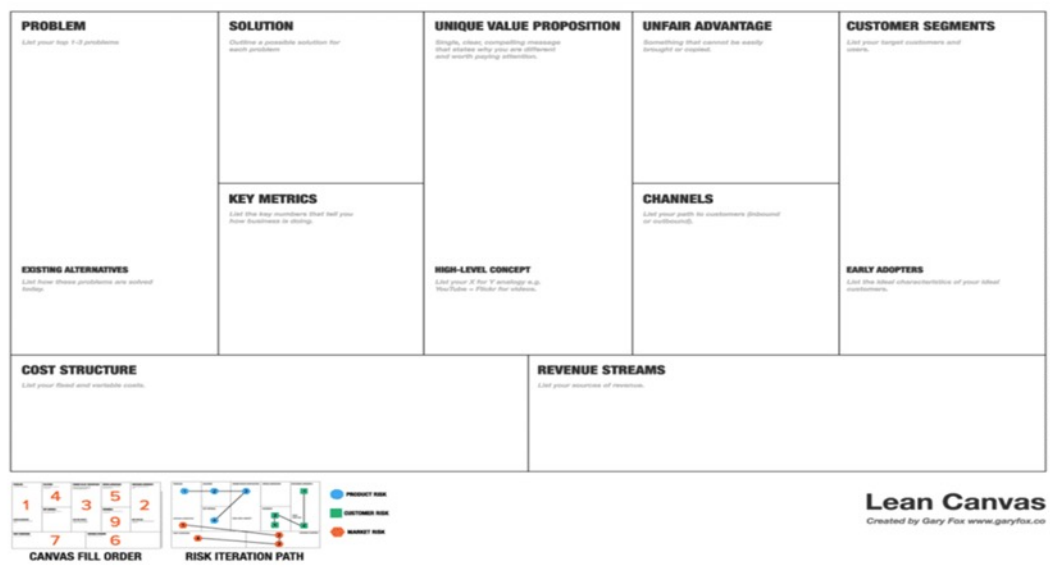 PROBLEM
List your top 1-3 problems
EXISTING ALTERNATIVES
List how these problems are solved
today.
SOLUTION
Outline a possible solution for
each problem
KEY METRICS
List the key numbers that tell you
how business is doing.
UNIQUE VALUE PROPOSITION
Single, clear, compelling message
that states why you are different
and worth paying attention.
HIGH-LEVEL CONCEPT
List your X for Y analogy e.g.
YouTube = Flickr for videos.
UNFAIR ADVANTAGE
Something that cannot be easily
brought or copied.
CHANNELS
List your path to customers (inbound
or outbound).
CUSTOMER SEGMENTS
List your target customers and
users.
EARLY ADOPTERS
List the ideal characteristics of your ideal
customers.
COST STRUCTURE
List your fixed and variable costs.
REVENUE STREAMS
List your sources of revenue.
1
4
3
5
2
9
7
6
CANVAS FILL ORDER
RISK ITERATION PATH
PRODUCT RISK
CUSTOMER RISK
MARKET RISK
Lean Canvas
Created by Gary Fox www.garyfox.co